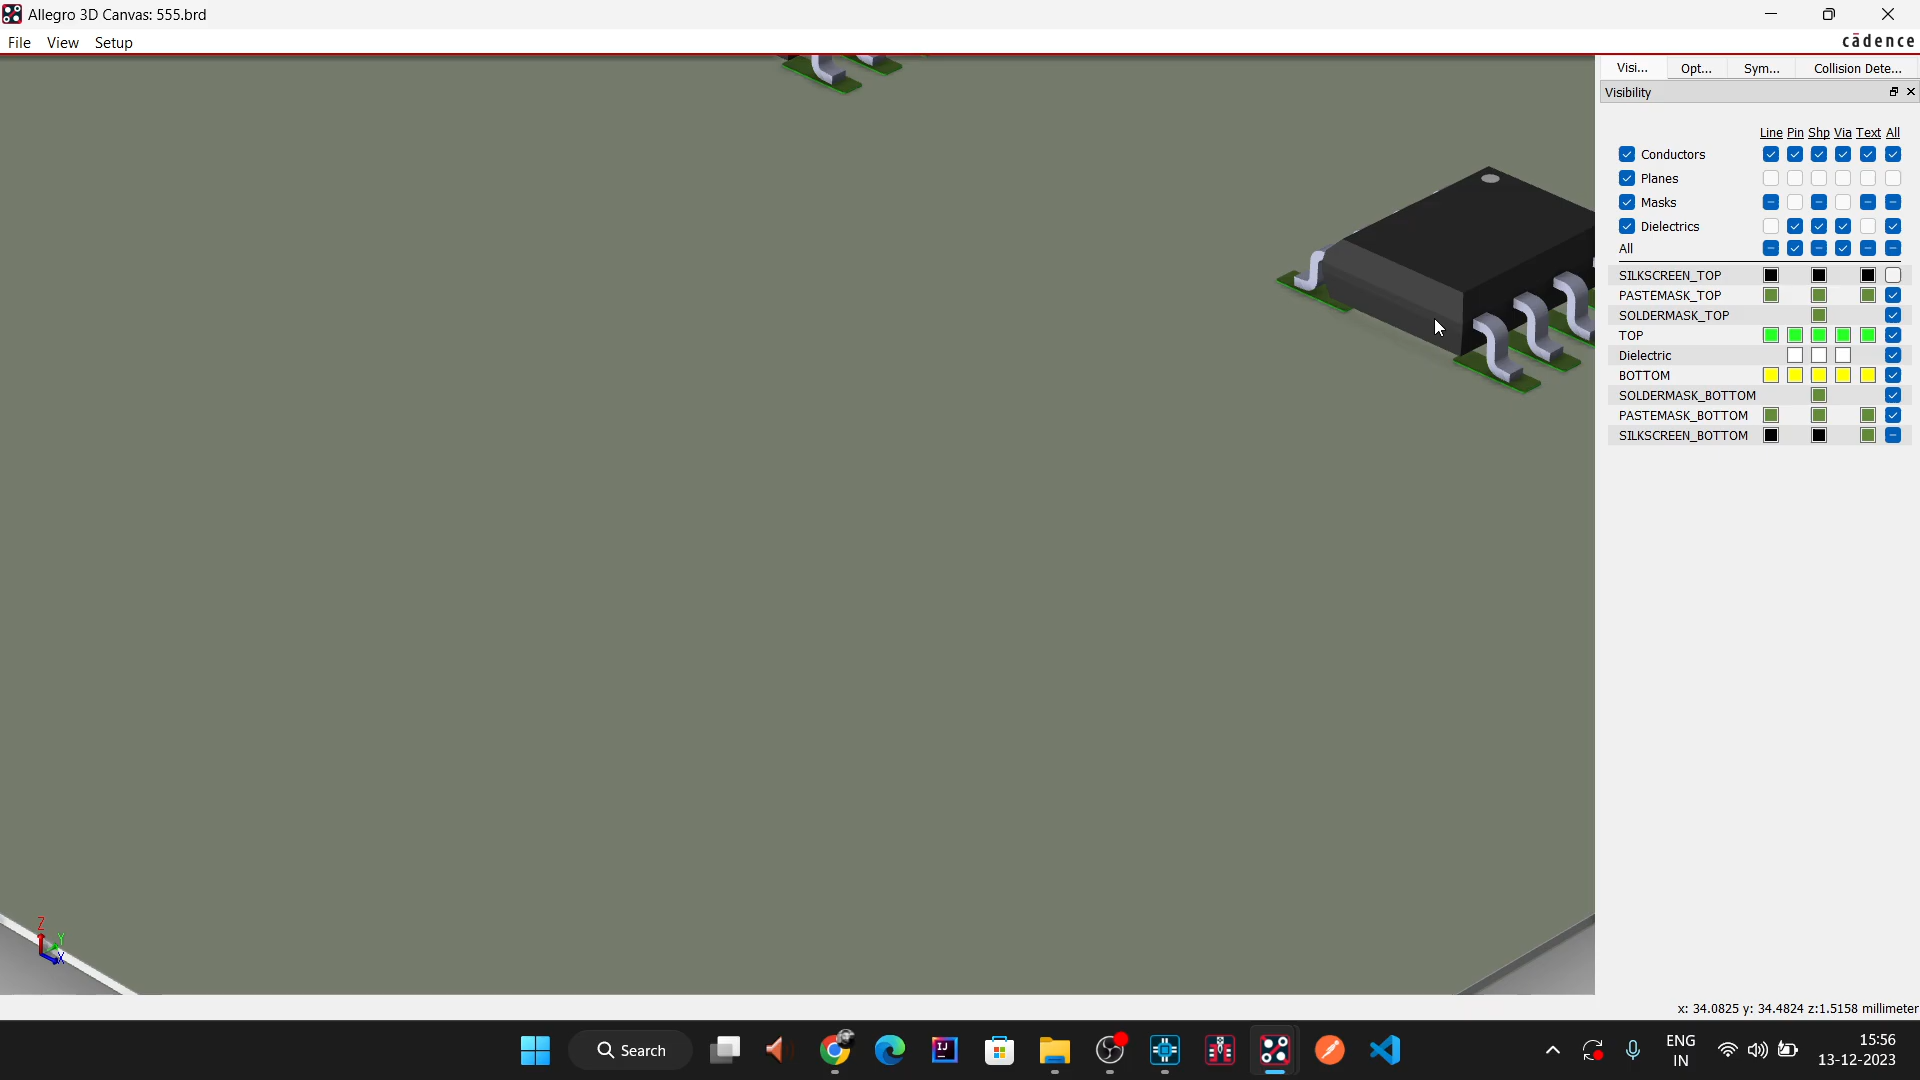 Allegro 3D Canvas: 555.brd
File View Setup
cādence
Visi... Opt... Sym... Collision Dete...
Visibility
Line Pin Shp Via Text All
Conductors
Planes
Masks
Dielectrics
All
SILKSCREEN_TOP
PASTEMASK_TOP
SOLDERMASK_TOP
TOP
Dielectric
BOTTOM
SOLDERMASK_BOTTOM
PASTEMASK_BOTTOM
SILKSCREEN_BOTTOM
Z
Y
X
x: 34.0825 y: 34.4824 z:1.5158 millimeter
Search
IJ
ENG
IN
15:56
13-12-2023